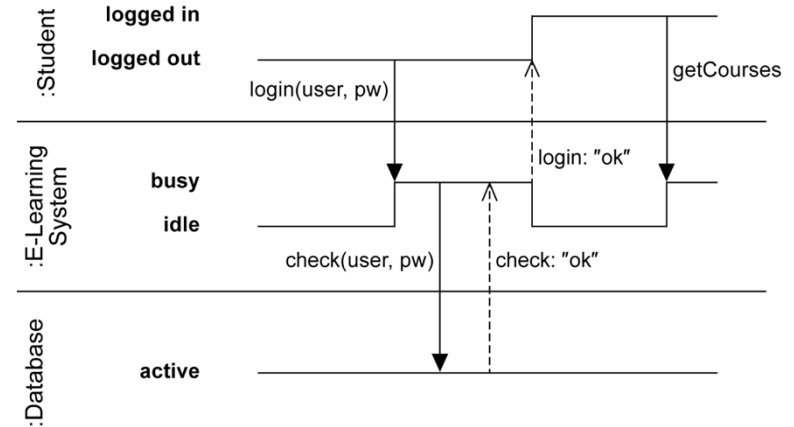 :Student
logged in
logged out
login(user, pw)
getCourses
:E-Learning
System
busy
idle
login: "ok"
check(user, pw)
check: "ok"
:Database
active